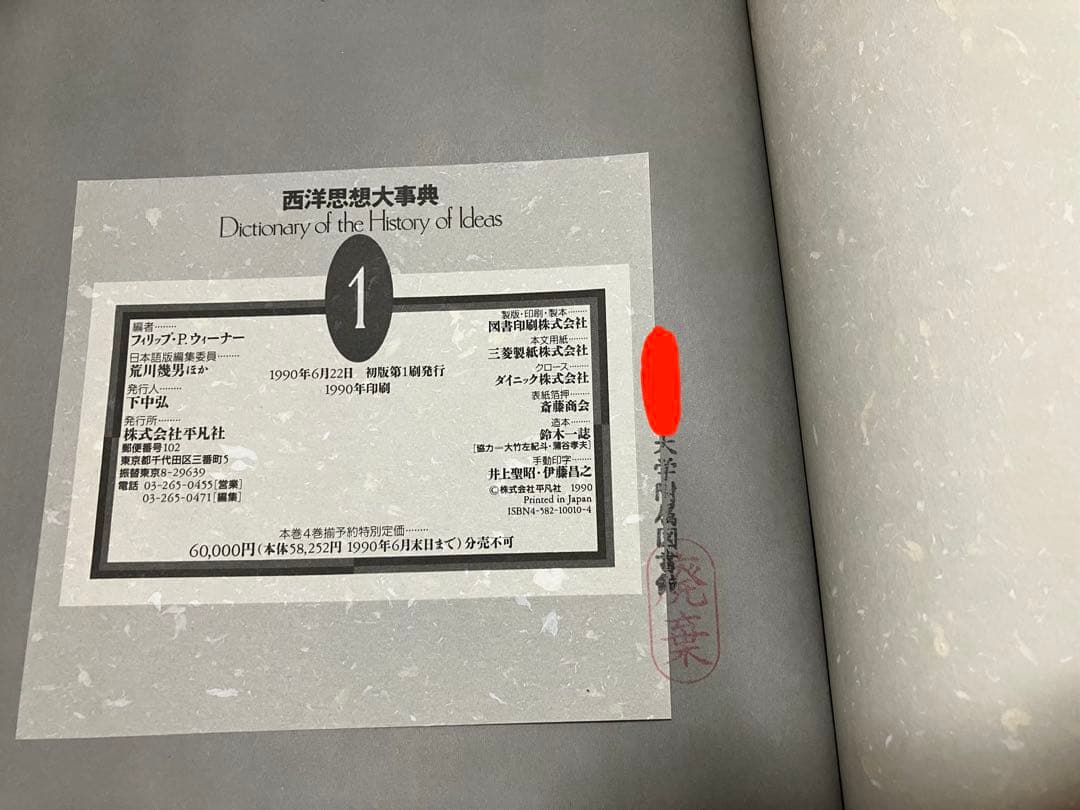 西洋思想大事典
Dictionary of the History of Ideas
1
編者………
フィリップ・P.ウィーナー
日本語版編集委員………
荒川幾男ほか
発行人………
下中弘
発行所………
株式会社平凡社
郵便番号102
東京都千代田区三番町5
振替東京8-29639
電話 03-265-0455[営業]
03-265-0471[編集]
1990年6月22日 初版第1刷発行
1990年印刷
製版・印刷・製本………
図書印刷株式会社
本文用紙………
三菱製紙株式会社
クロース………
ダイニック株式会社
表紙箔押………
斎藤商会
造本………
鈴木一誌
[協力―大竹左紀斗・蒲谷孝夫]
手動印字………
井上聖昭・伊藤昌之
©株式会社平凡社 1990
Printed in Japan
ISBN4-582-10010-4
本巻4巻揃予約特別定価………
60,000円(本体58,252円 1990年6月末日まで)分売不可
大学附属図書館
廃棄